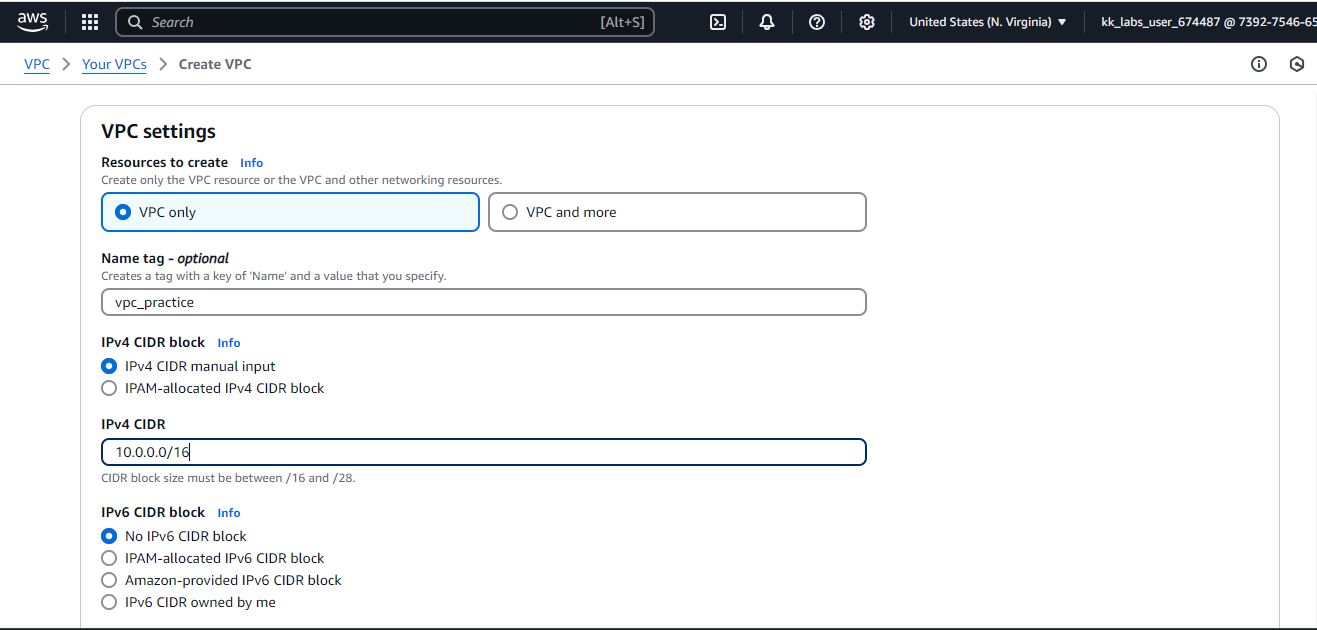 aws Search [Alt+S] United States (N. Virginia) ▼ kk_labs_user_674487 @ 7392-7546-65
VPC > Your VPCs > Create VPC
VPC settings
Resources to create Info
Create only the VPC resource or the VPC and other networking resources.
VPC only VPC and more
Name tag - optional
Creates a tag with a key of 'Name' and a value that you specify.
vpc_practice
IPv4 CIDR block Info
IPv4 CIDR manual input
IPAM-allocated IPv4 CIDR block
IPv4 CIDR
10.0.0.0/16
CIDR block size must be between /16 and /28.
IPv6 CIDR block Info
No IPv6 CIDR block
IPAM-allocated IPv6 CIDR block
Amazon-provided IPv6 CIDR block
IPv6 CIDR owned by me